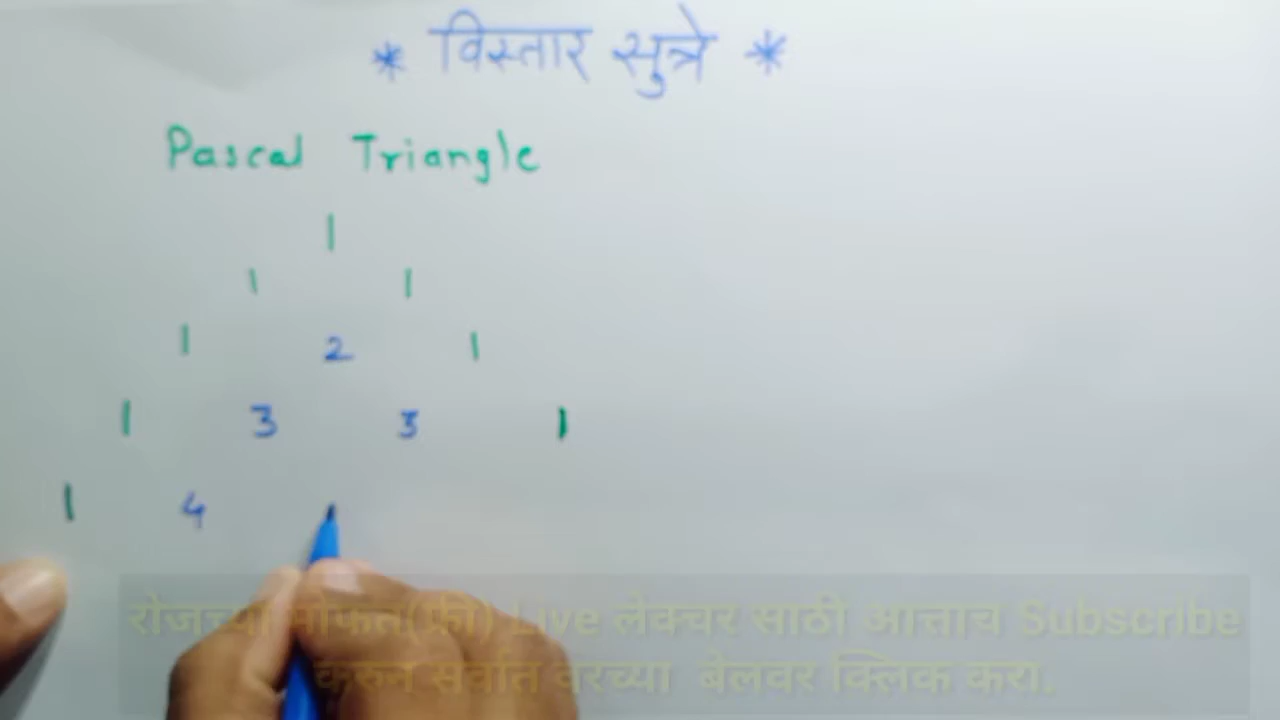 * विस्तार सुत्रे *
Pascal Triangle
1
1 1
1 2 1
1 3 3 1
1 4
रोजच्या मोफत(फ्री) Live लेक्चर साठी आत्ताच Subscribe
करुन सर्वात वरच्या बेलवर क्लिक करा.